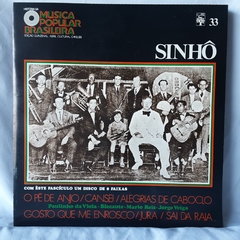 HISTÓRIA DA
MÚSICA
POPULAR
BRASILEIRA
SINHÔ
33
COM ÊSTE FASCÍCULO UM DISCO DE 8 FAIXAS
O PÉ DE ANJO / CANSEI / ALEGRIAS DE CABOCLO
Paulinho da Viola - Blecaute - Mario Reis - Jorge Veiga
GOSTO QUE ME ENROSCO / JURA / SAI DA RAIA